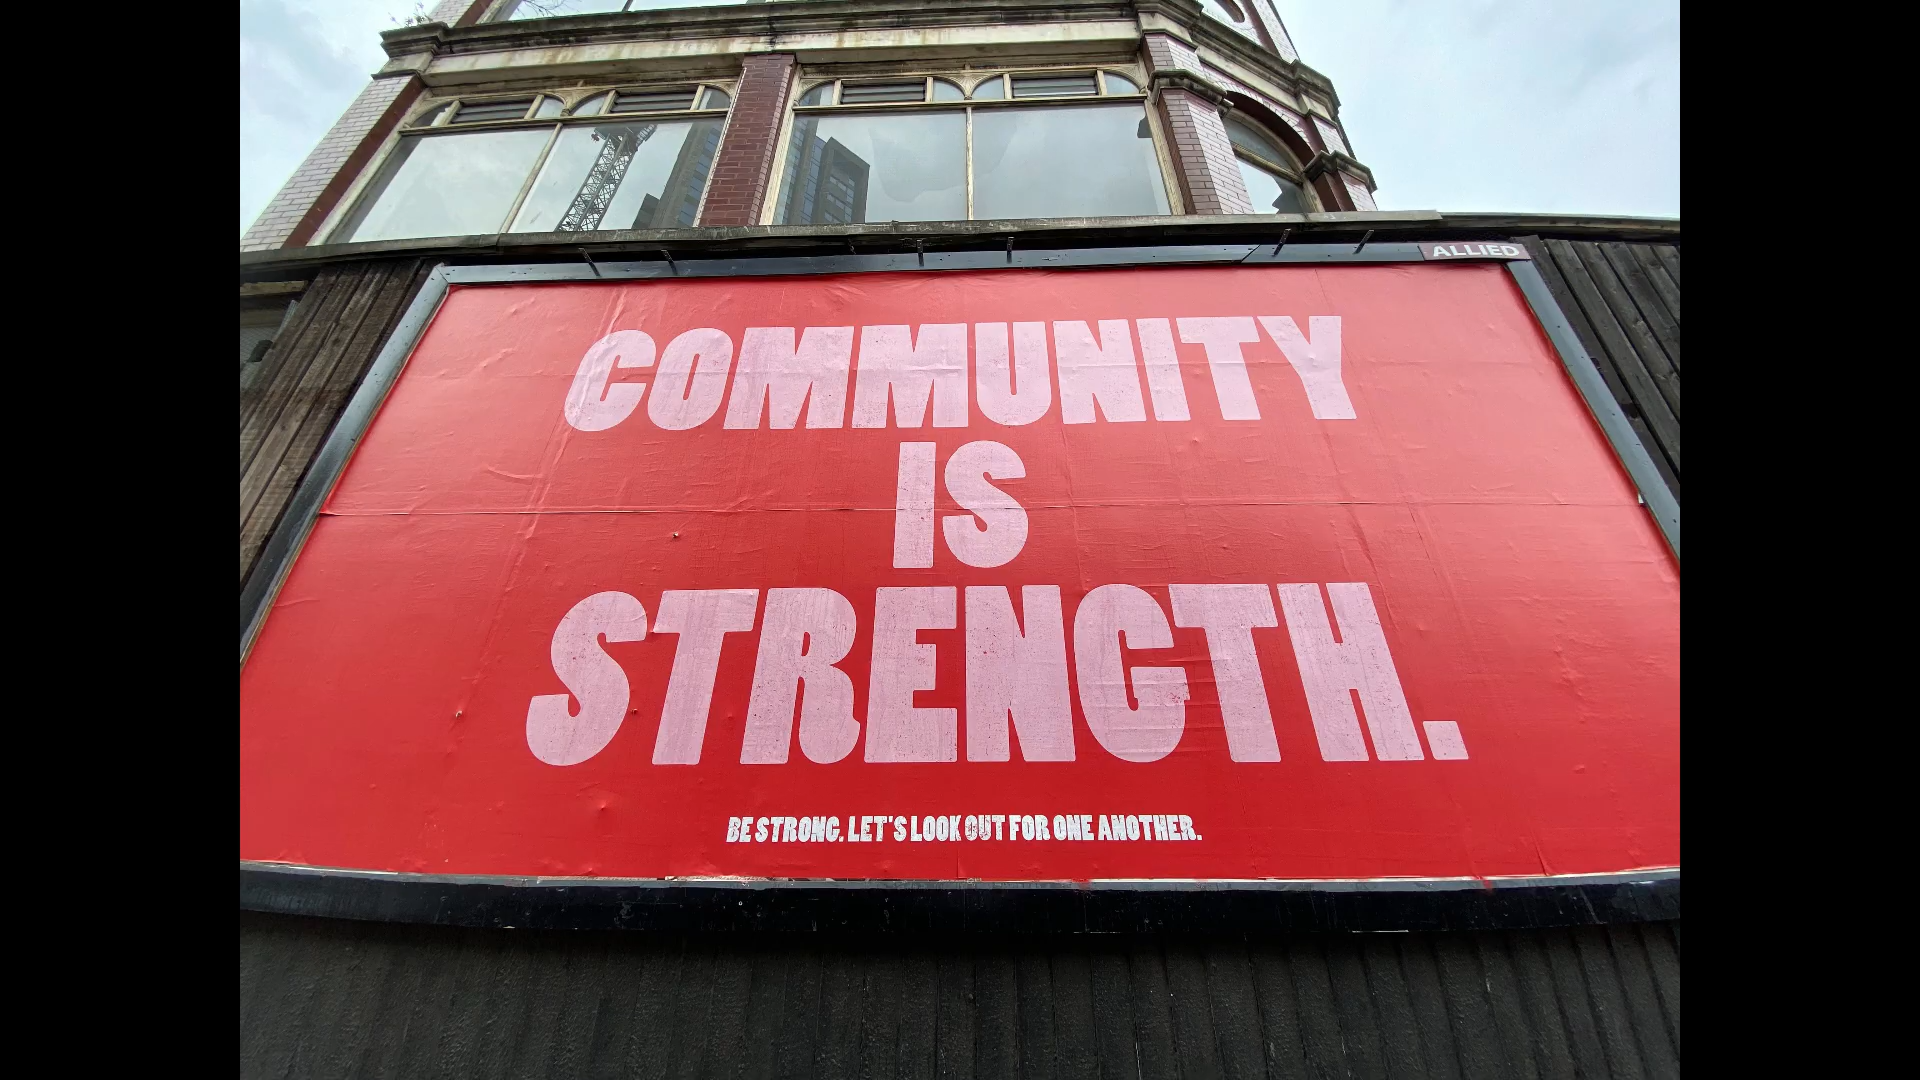 ALLIED
COMMUNITY
IS
STRENGTH.
BE STRONG. LET'S LOOK OUT FOR ONE ANOTHER.